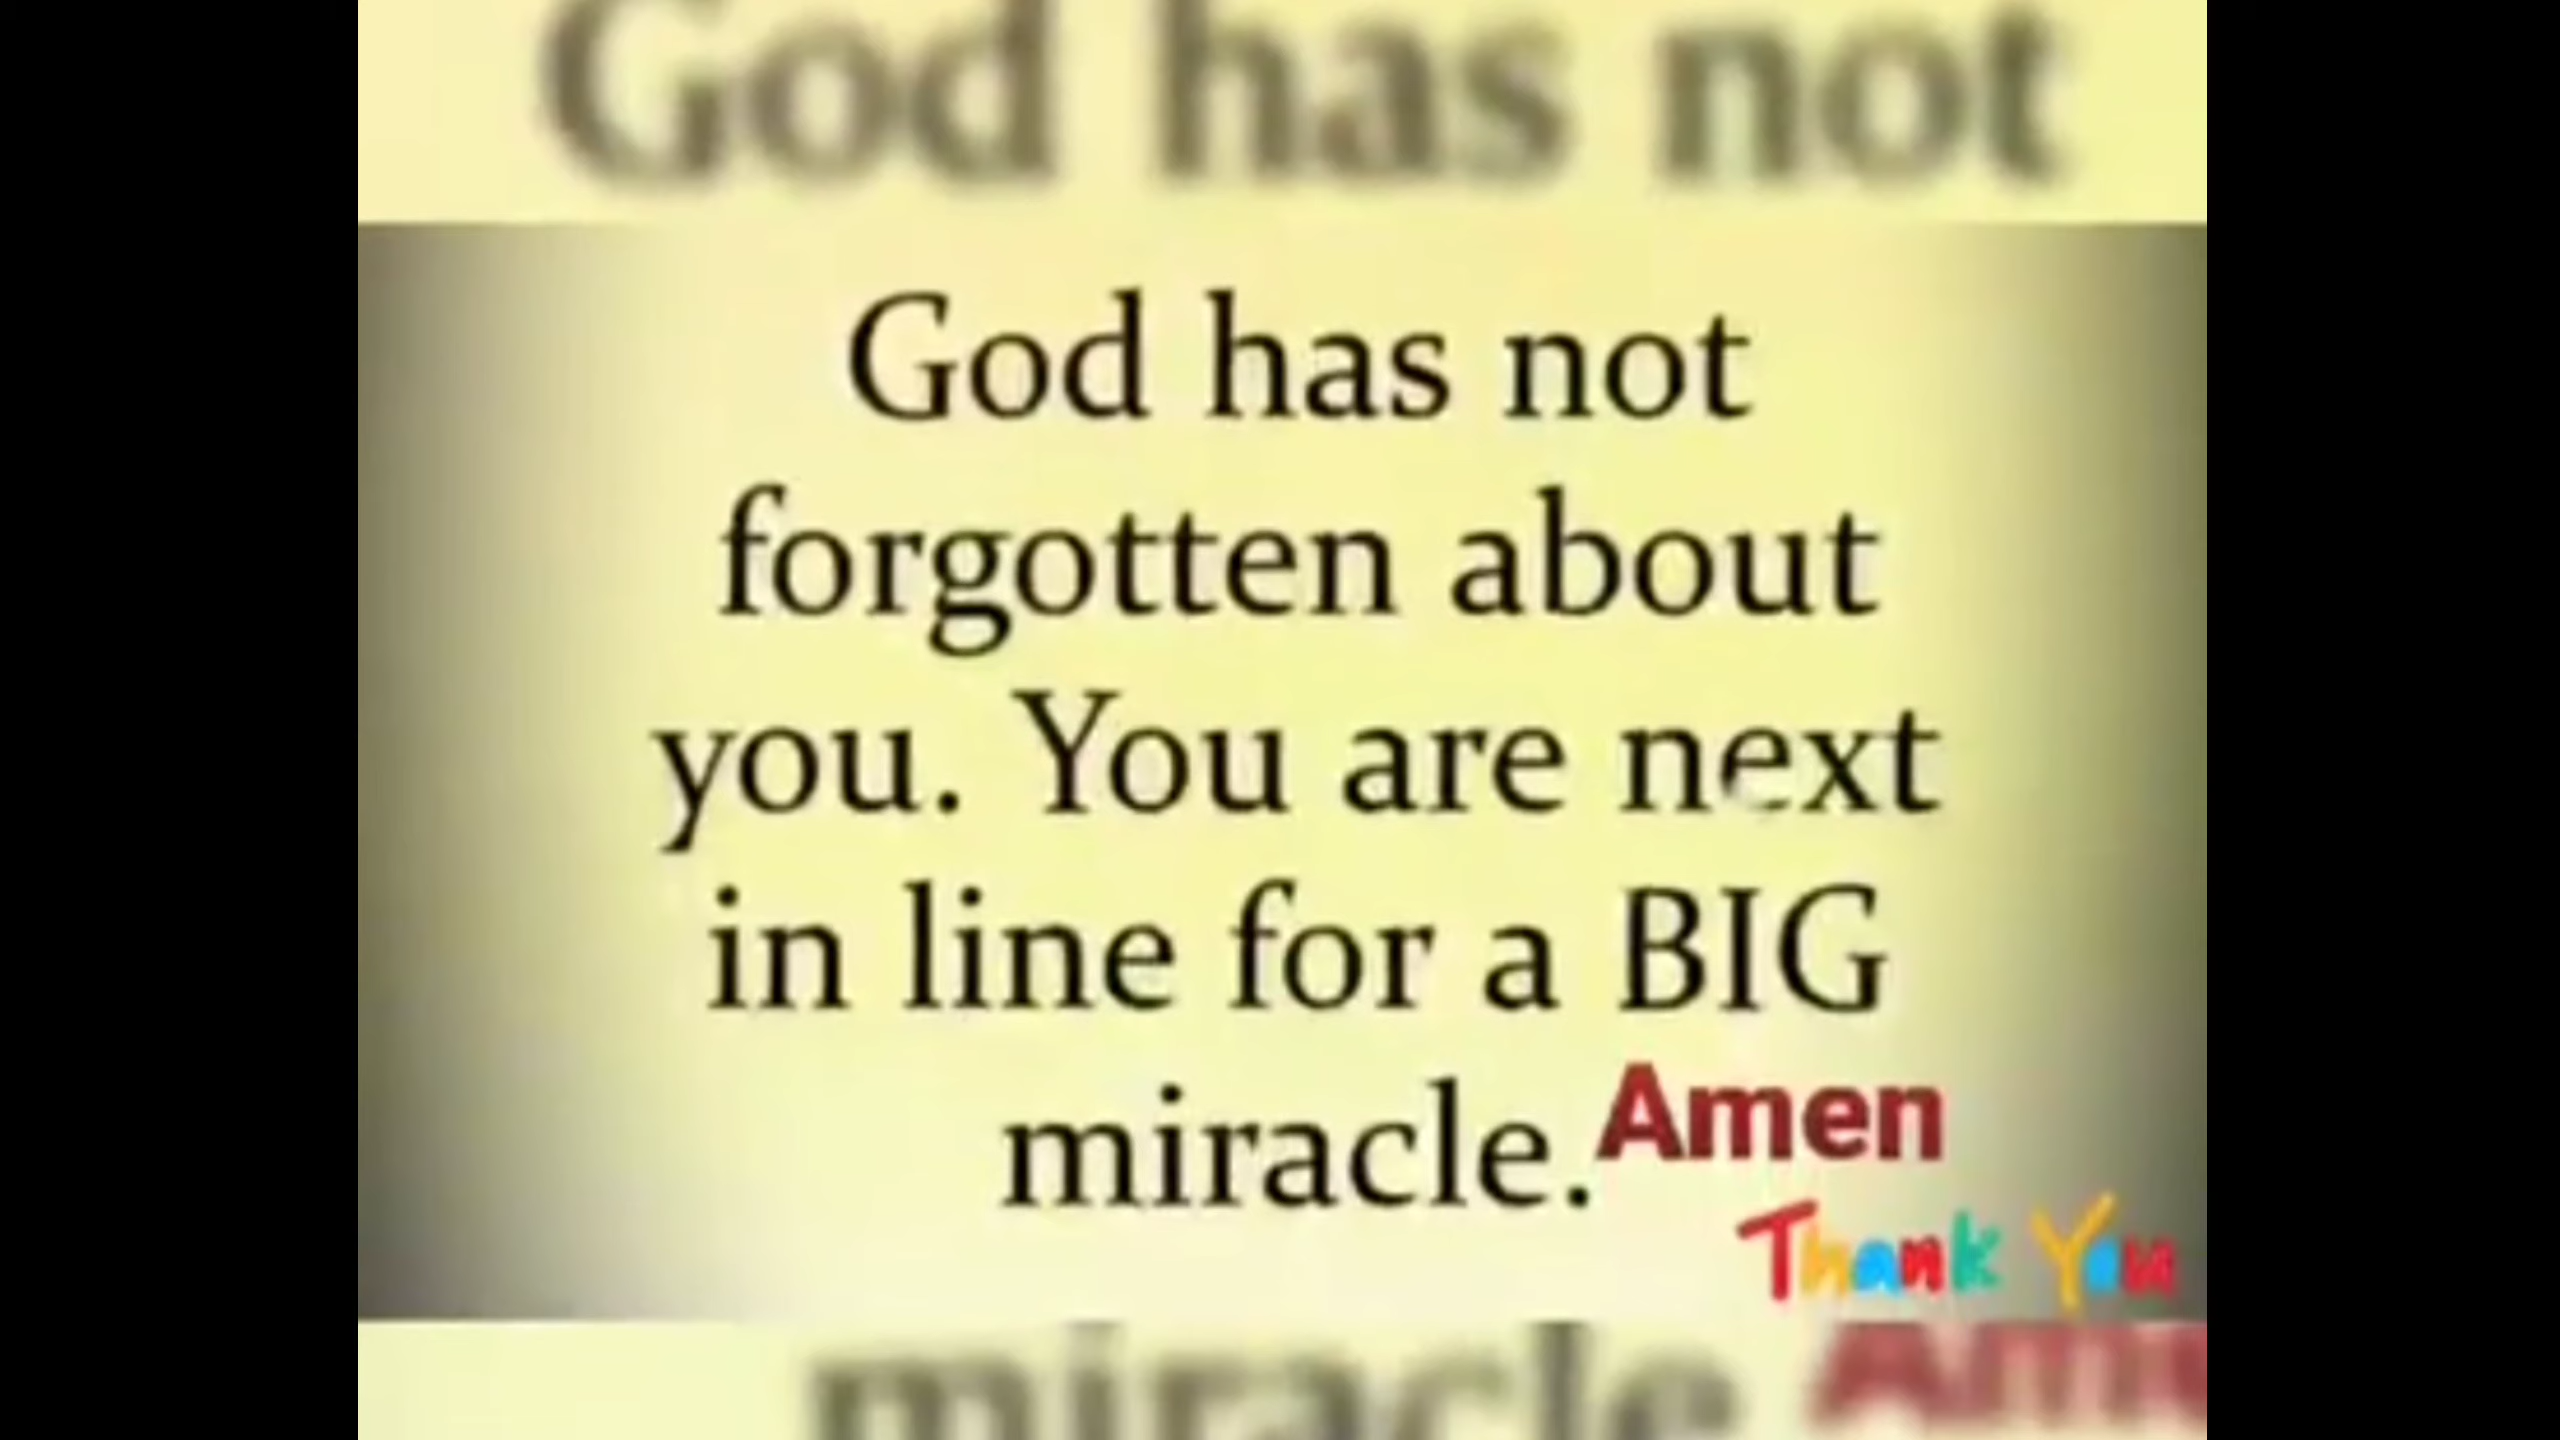 God has not
God has not
forgotten about
you. You are next
in line for a BIG
miracle. Amen
Thank You
miracle Ame